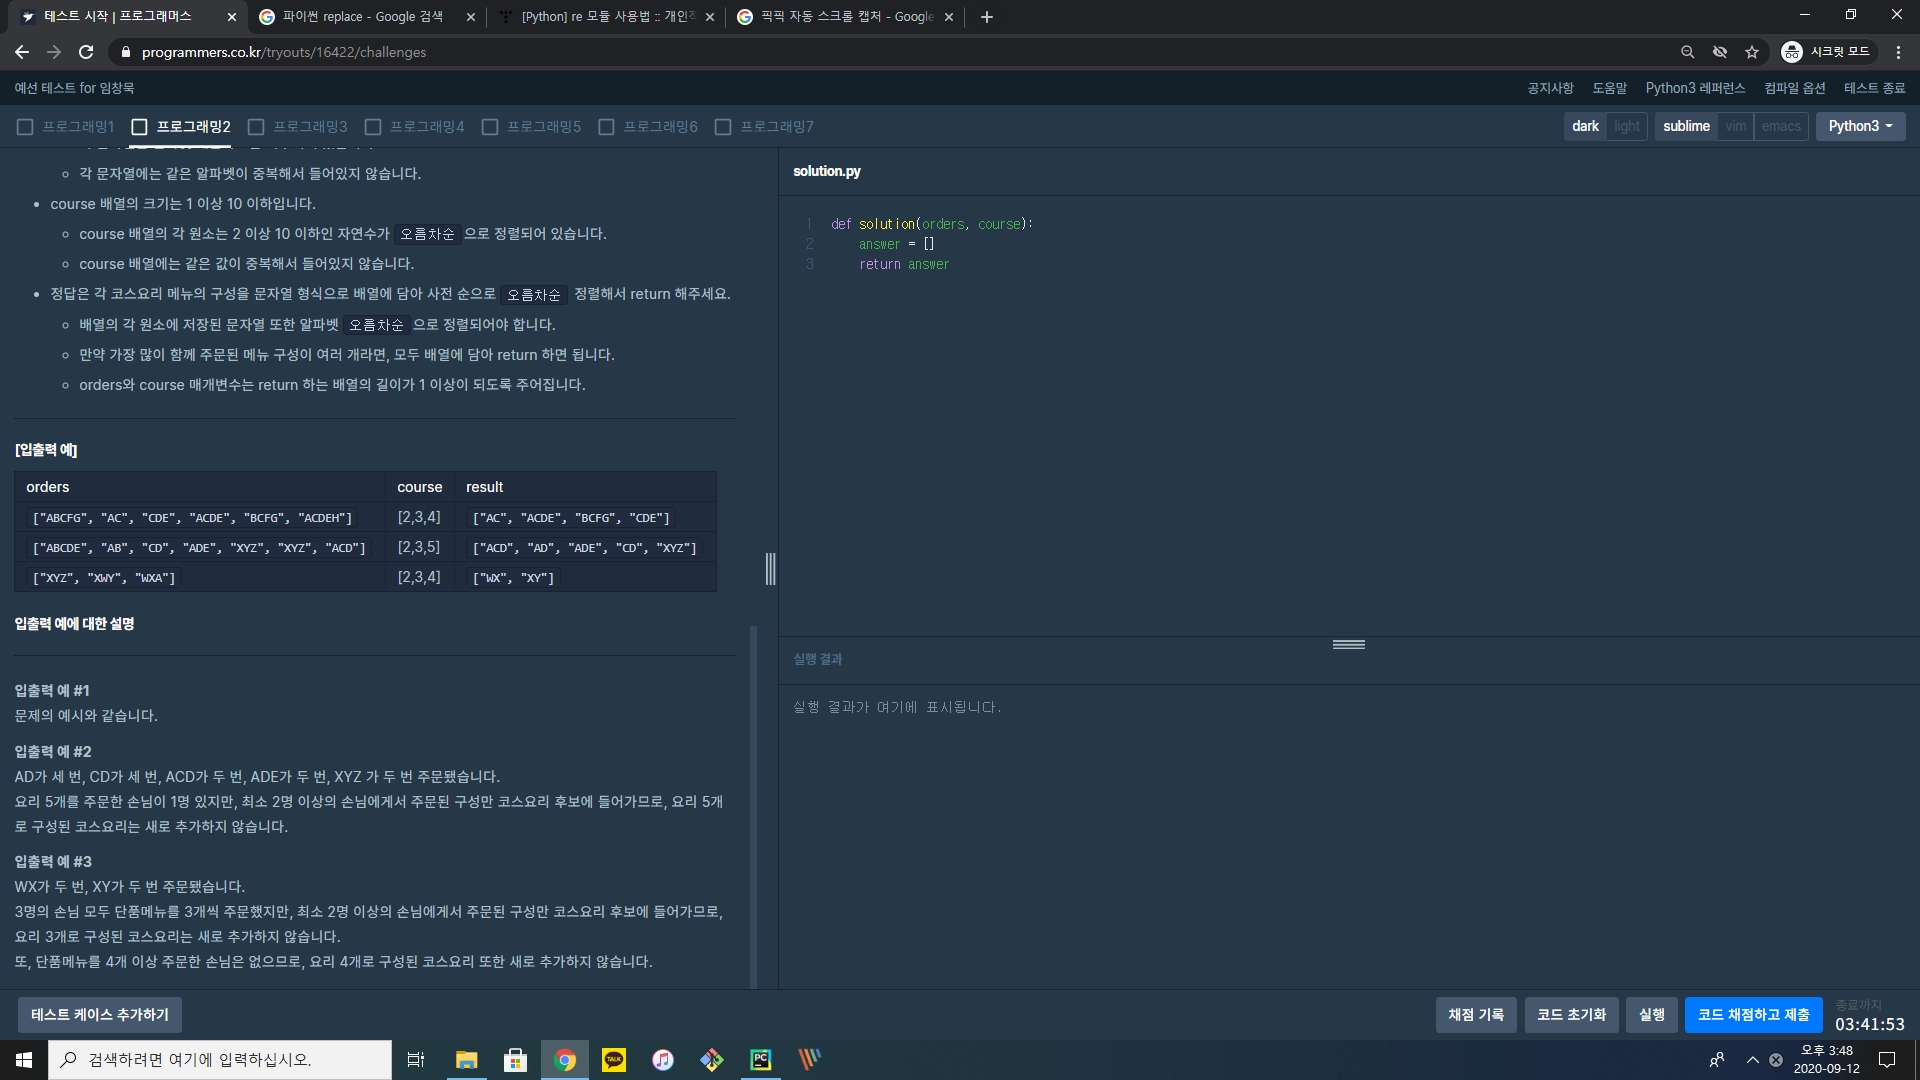 테스트 시작 | 프로그래머스
파이썬 replace - Google 검색
[Python] re 모듈 사용법 :: 개인적
픽픽 자동 스크롤 캡처 - Google
programmers.co.kr/tryouts/16422/challenges
시크릿 모드
예선 테스트 for 임창묵
공지사항 도움말 Python3 레퍼런스 컴파일 옵션 테스트 종료
프로그래밍1 프로그래밍2 프로그래밍3 프로그래밍4 프로그래밍5 프로그래밍6 프로그래밍7
dark light sublime vim emacs Python3
각 문자열에는 같은 알파벳이 중복해서 들어있지 않습니다.
course 배열의 크기는 1 이상 10 이하입니다.
course 배열의 각 원소는 2 이상 10 이하인 자연수가 오름차순 으로 정렬되어 있습니다.
course 배열에는 같은 값이 중복해서 들어있지 않습니다.
정답은 각 코스요리 메뉴의 구성을 문자열 형식으로 배열에 담아 사전 순으로 오름차순 정렬해서 return 해주세요.
배열의 각 원소에 저장된 문자열 또한 알파벳 오름차순 으로 정렬되어야 합니다.
만약 가장 많이 함께 주문된 메뉴 구성이 여러 개라면, 모두 배열에 담아 return 하면 됩니다.
orders와 course 매개변수는 return 하는 배열의 길이가 1 이상이 되도록 주어집니다.
[입출력 예]
orders course result
["ABCFG", "AC", "CDE", "ACDE", "BCFG", "ACDEH"] [2,3,4] ["AC", "ACDE", "BCFG", "CDE"]
["ABCDE", "AB", "CD", "ADE", "XYZ", "XYZ", "ACD"] [2,3,5] ["ACD", "AD", "ADE", "CD", "XYZ"]
["XYZ", "XWY", "WXA"] [2,3,4] ["WX", "XY"]
입출력 예에 대한 설명
입출력 예 #1
문제의 예시와 같습니다.
입출력 예 #2
AD가 세 번, CD가 세 번, ACD가 두 번, ADE가 두 번, XYZ 가 두 번 주문됐습니다.
요리 5개를 주문한 손님이 1명 있지만, 최소 2명 이상의 손님에게서 주문된 구성만 코스요리 후보에 들어가므로, 요리 5개
로 구성된 코스요리는 새로 추가하지 않습니다.
입출력 예 #3
WX가 두 번, XY가 두 번 주문됐습니다.
3명의 손님 모두 단품메뉴를 3개씩 주문했지만, 최소 2명 이상의 손님에게서 주문된 구성만 코스요리 후보에 들어가므로,
요리 3개로 구성된 코스요리는 새로 추가하지 않습니다.
또, 단품메뉴를 4개 이상 주문한 손님은 없으므로, 요리 4개로 구성된 코스요리 또한 새로 추가하지 않습니다.
solution.py
1 def solution(orders, course):
2 answer = []
3 return answer
실행 결과
실행 결과가 여기에 표시됩니다.
테스트 케이스 추가하기
채점 기록 코드 초기화 실행 코드 채점하고 제출
종료까지
03:41:53
검색하려면 여기에 입력하십시오.
TALK
PC
오후 3:48
2020-09-12